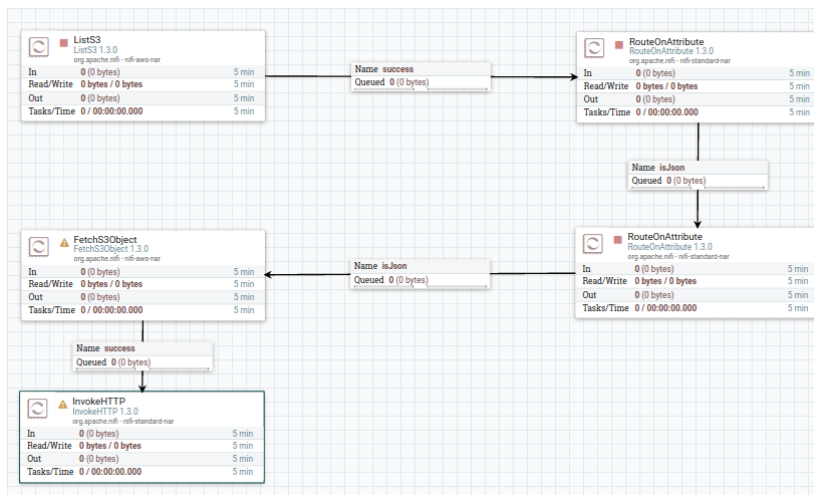 ListS3
ListS3 1.3.0
org.apache.nifi - nifi-aws-nar
In 0 (0 bytes) 5 min
Read/Write 0 bytes / 0 bytes 5 min
Out 0 (0 bytes) 5 min
Tasks/Time 0 / 00:00:00.000 5 min
Name success
Queued 0 (0 bytes)
RouteOnAttribute
RouteOnAttribute 1.3.0
org.apache.nifi - nifi-standard-nar
In 0 (0 bytes) 5 min
Read/Write 0 bytes / 0 bytes 5 min
Out 0 (0 bytes) 5 min
Tasks/Time 0 / 00:00:00.000 5 min
Name isJson
Queued 0 (0 bytes)
RouteOnAttribute
RouteOnAttribute 1.3.0
org.apache.nifi - nifi-standard-nar
In 0 (0 bytes) 5 min
Read/Write 0 bytes / 0 bytes 5 min
Out 0 (0 bytes) 5 min
Tasks/Time 0 / 00:00:00.000 5 min
Name isJson
Queued 0 (0 bytes)
FetchS3Object
FetchS3Object 1.3.0
org.apache.nifi - nifi-aws-nar
In 0 (0 bytes) 5 min
Read/Write 0 bytes / 0 bytes 5 min
Out 0 (0 bytes) 5 min
Tasks/Time 0 / 00:00:00.000 5 min
Name success
Queued 0 (0 bytes)
InvokeHTTP
InvokeHTTP 1.3.0
org.apache.nifi - nifi-standard-nar
In 0 (0 bytes) 5 min
Read/Write 0 bytes / 0 bytes 5 min
Out 0 (0 bytes) 5 min
Tasks/Time 0 / 00:00:00.000 5 min